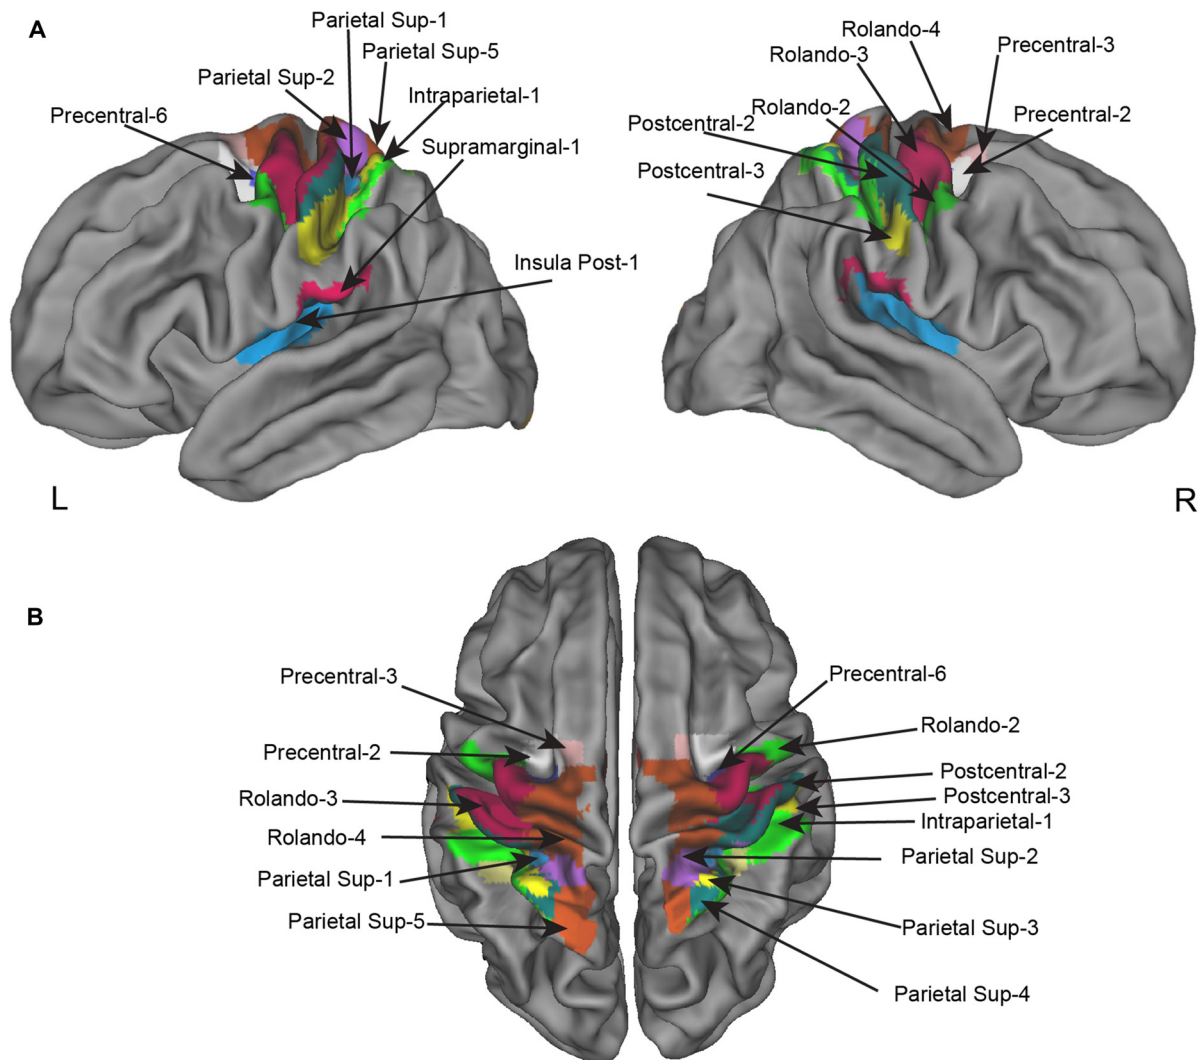 A
Parietal Sup-1
Parietal Sup-5
Parietal Sup-2
Intraparietal-1
Precentral-6
Supramarginal-1
Insula Post-1
Rolando-4
Precentral-3
Rolando-3
Rolando-2
Precentral-2
Postcentral-2
Postcentral-3
L
R
B
Precentral-3
Precentral-2
Rolando-3
Rolando-4
Parietal Sup-1
Parietal Sup-5
Precentral-6
Rolando-2
Postcentral-2
Postcentral-3
Intraparietal-1
Parietal Sup-2
Parietal Sup-3
Parietal Sup-4